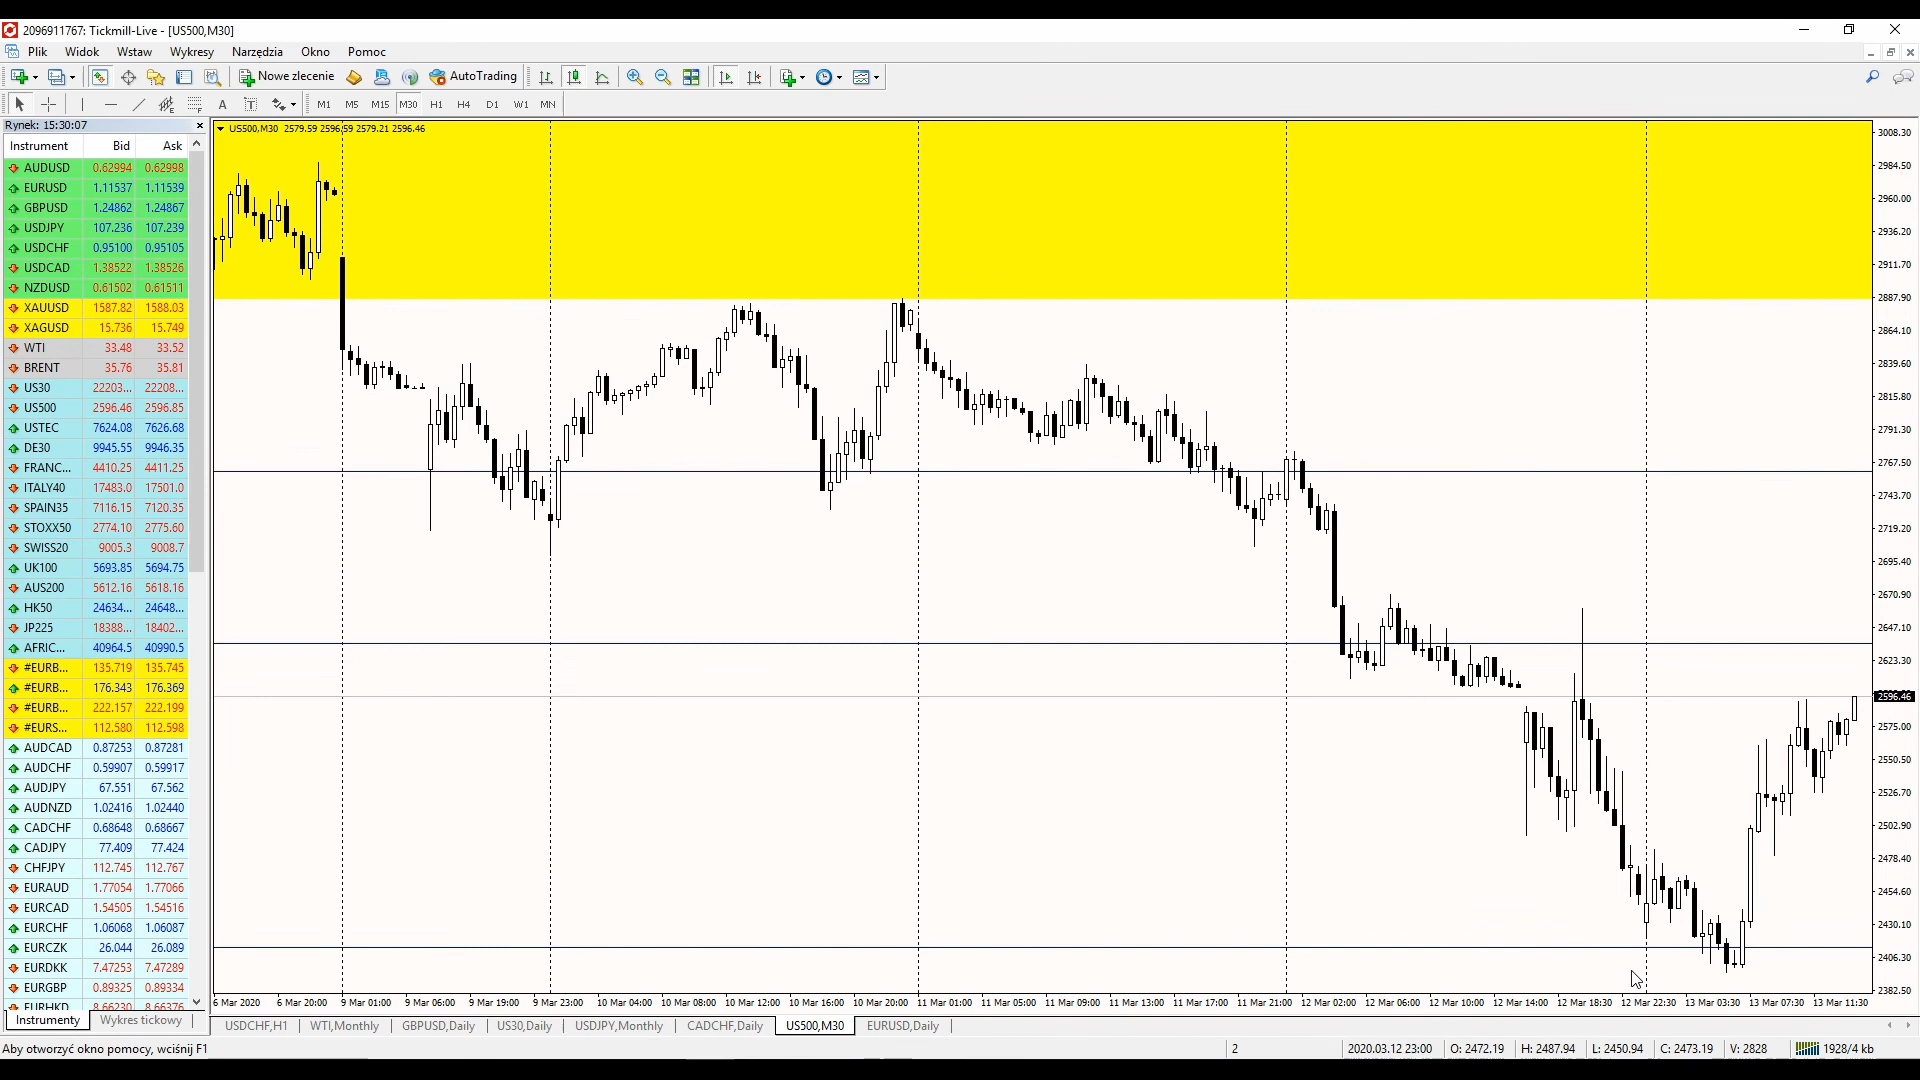 2096911767: Tickmill-Live - [US500,M30]
Plik Widok Wstaw Wykresy Narzędzia Okno Pomoc
Nowe zlecenie AutoTrading
A T M1 M5 M15 M30 H1 H4 D1 W1 MN
Rynek: 15:30:07
Instrument Bid Ask
AUDUSD 0.62994 0.62998
EURUSD 1.11537 1.11539
GBPUSD 1.24862 1.24867
USDJPY 107.236 107.239
USDCHF 0.95100 0.95105
USDCAD 1.38522 1.38526
NZDUSD 0.61502 0.61511
XAUUSD 1587.82 1588.03
XAGUSD 15.736 15.749
WTI 33.48 33.52
BRENT 35.76 35.81
US30 22203... 22208...
US500 2596.46 2596.85
USTEC 7624.08 7626.68
DE30 9945.55 9946.35
FRANC... 4410.25 4411.25
ITALY40 17483.0 17501.0
SPAIN35 7116.15 7120.35
STOXX50 2774.10 2775.60
SWISS20 9005.3 9008.7
UK100 5693.85 5694.75
AUS200 5612.16 5618.16
HK50 24634... 24648...
JP225 18388... 18402...
AFRIC... 40964.5 40990.5
#EURB... 135.719 135.745
#EURB... 176.343 176.369
#EURB... 222.157 222.199
#EURS... 112.580 112.598
AUDCAD 0.87253 0.87281
AUDCHF 0.59907 0.59917
AUDJPY 67.551 67.562
AUDNZD 1.02416 1.02440
CADCHF 0.68648 0.68667
CADJPY 77.409 77.424
CHFJPY 112.745 112.767
EURAUD 1.77054 1.77066
EURCAD 1.54505 1.54516
EURCHF 1.06068 1.06087
EURCZK 26.044 26.089
EURDKK 7.47253 7.47289
EURGBP 0.89325 0.89334
EURHKD 8.66230 8.66376
Instrumenty Wykres tickowy
US500,M30 2579.59 2596.59 2579.21 2596.46
3008.30
2984.50
2960.00
2936.20
2911.70
2887.90
2864.10
2839.60
2815.80
2791.30
2767.50
2743.70
2719.20
2695.40
2670.90
2647.10
2623.30
2596.46
2575.00
2550.50
2526.70
2502.90
2478.40
2454.60
2430.10
2406.30
2382.50
6 Mar 2020 6 Mar 20:00 9 Mar 01:00 9 Mar 06:00 9 Mar 19:00 9 Mar 23:00 10 Mar 04:00 10 Mar 08:00 10 Mar 12:00 10 Mar 16:00 10 Mar 20:00 11 Mar 01:00 11 Mar 05:00 11 Mar 09:00 11 Mar 13:00 11 Mar 17:00 11 Mar 21:00 12 Mar 02:00 12 Mar 06:00 12 Mar 10:00 12 Mar 14:00 12 Mar 18:30 12 Mar 22:30 13 Mar 03:30 13 Mar 07:30 13 Mar 11:30
USDCHF,H1 WTI,Monthly GBPUSD,Daily US30,Daily USDJPY,Monthly CADCHF,Daily US500,M30 EURUSD,Daily
Aby otworzyć okno pomocy, wciśnij F1 2 2020.03.12 23:00 O: 2472.19 H: 2487.94 L: 2450.94 C: 2473.19 V: 2828 1928/4 kb